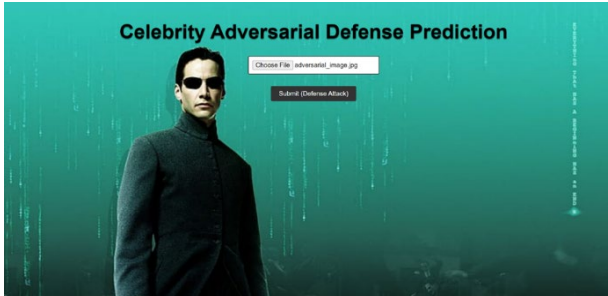 Celebrity Adversarial Defense Prediction
Choose File adversarial_image.jpg
Submit (Defense Attack)